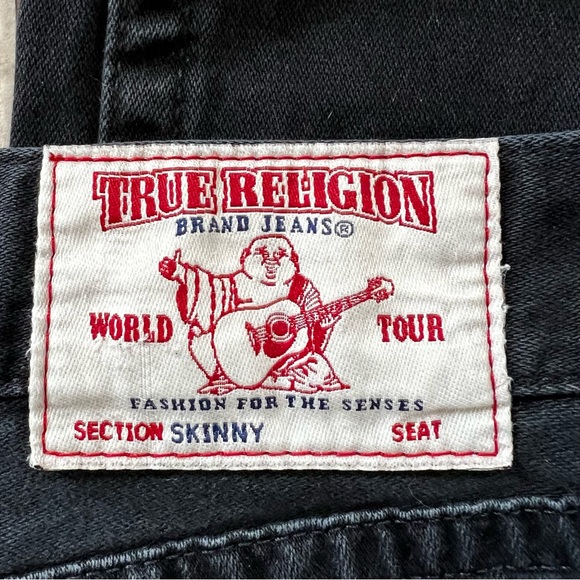 TRUE RELIGION
BRAND JEANS®
WORLD TOUR
FASHION FOR THE SENSES
SECTION SKINNY SEAT